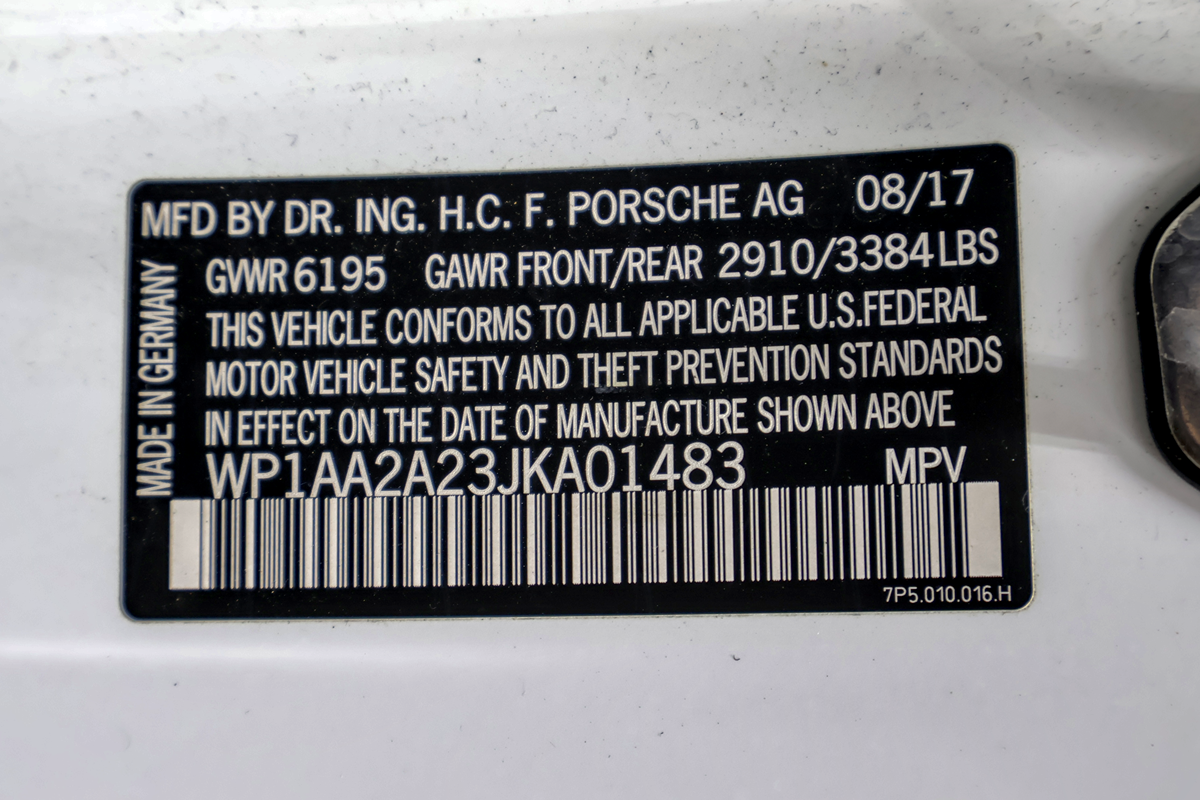 MFD BY DR. ING. H.C. F. PORSCHE AG 08/17
GVWR 6195 GAWR FRONT/REAR 2910/3384 LBS
THIS VEHICLE CONFORMS TO ALL APPLICABLE U.S.FEDERAL
MOTOR VEHICLE SAFETY AND THEFT PREVENTION STANDARDS
IN EFFECT ON THE DATE OF MANUFACTURE SHOWN ABOVE
WP1AA2A23JKA01483 MPV
MADE IN GERMANY
7P5.010.016.H